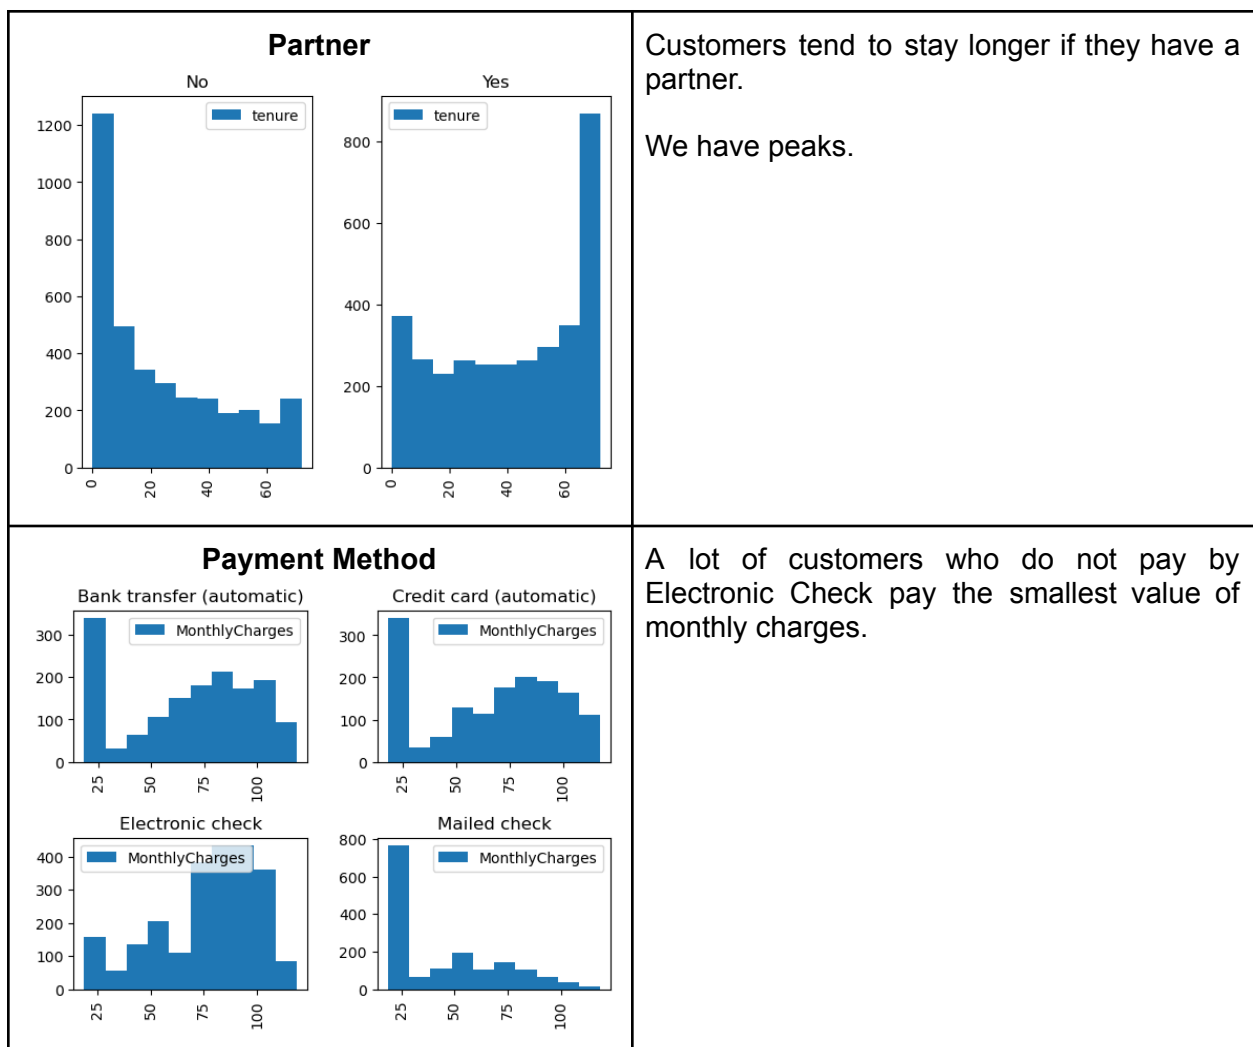 Partner
No
Yes
tenure
tenure
1200
1000
800
600
400
200
0
0
20
40
60
800
600
400
200
0
0
20
40
60
Customers tend to stay longer if they have a
partner.
We have peaks.
Payment Method
Bank transfer (automatic)
Credit card (automatic)
MonthlyCharges
MonthlyCharges
300
200
100
0
25
50
75
100
300
200
100
0
25
50
75
100
Electronic check
Mailed check
MonthlyCharges
MonthlyCharges
400
300
200
100
0
25
50
75
100
800
600
400
200
0
25
50
75
100
A lot of customers who do not pay by
Electronic Check pay the smallest value of
monthly charges.